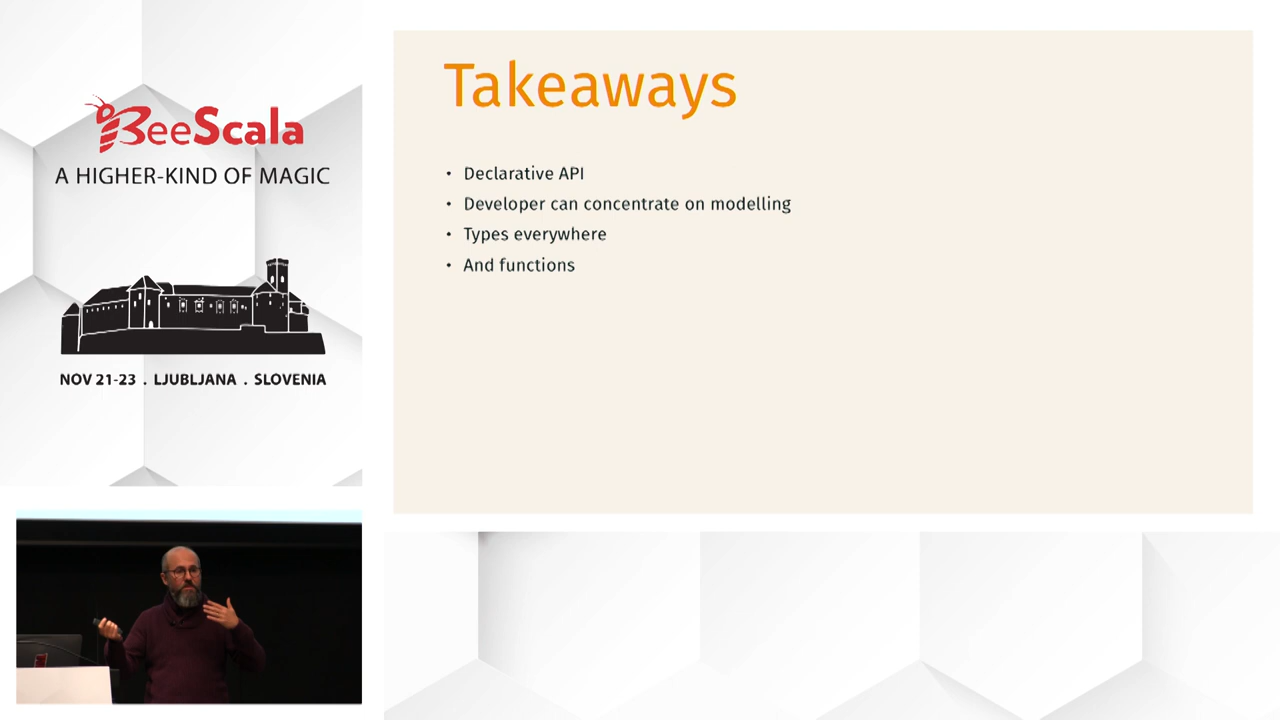 BeeScala
A HIGHER-KIND OF MAGIC
NOV 21-23 . LJUBLJANA . SLOVENIA
Takeaways
• Declarative API
• Developer can concentrate on modelling
• Types everywhere
• And functions